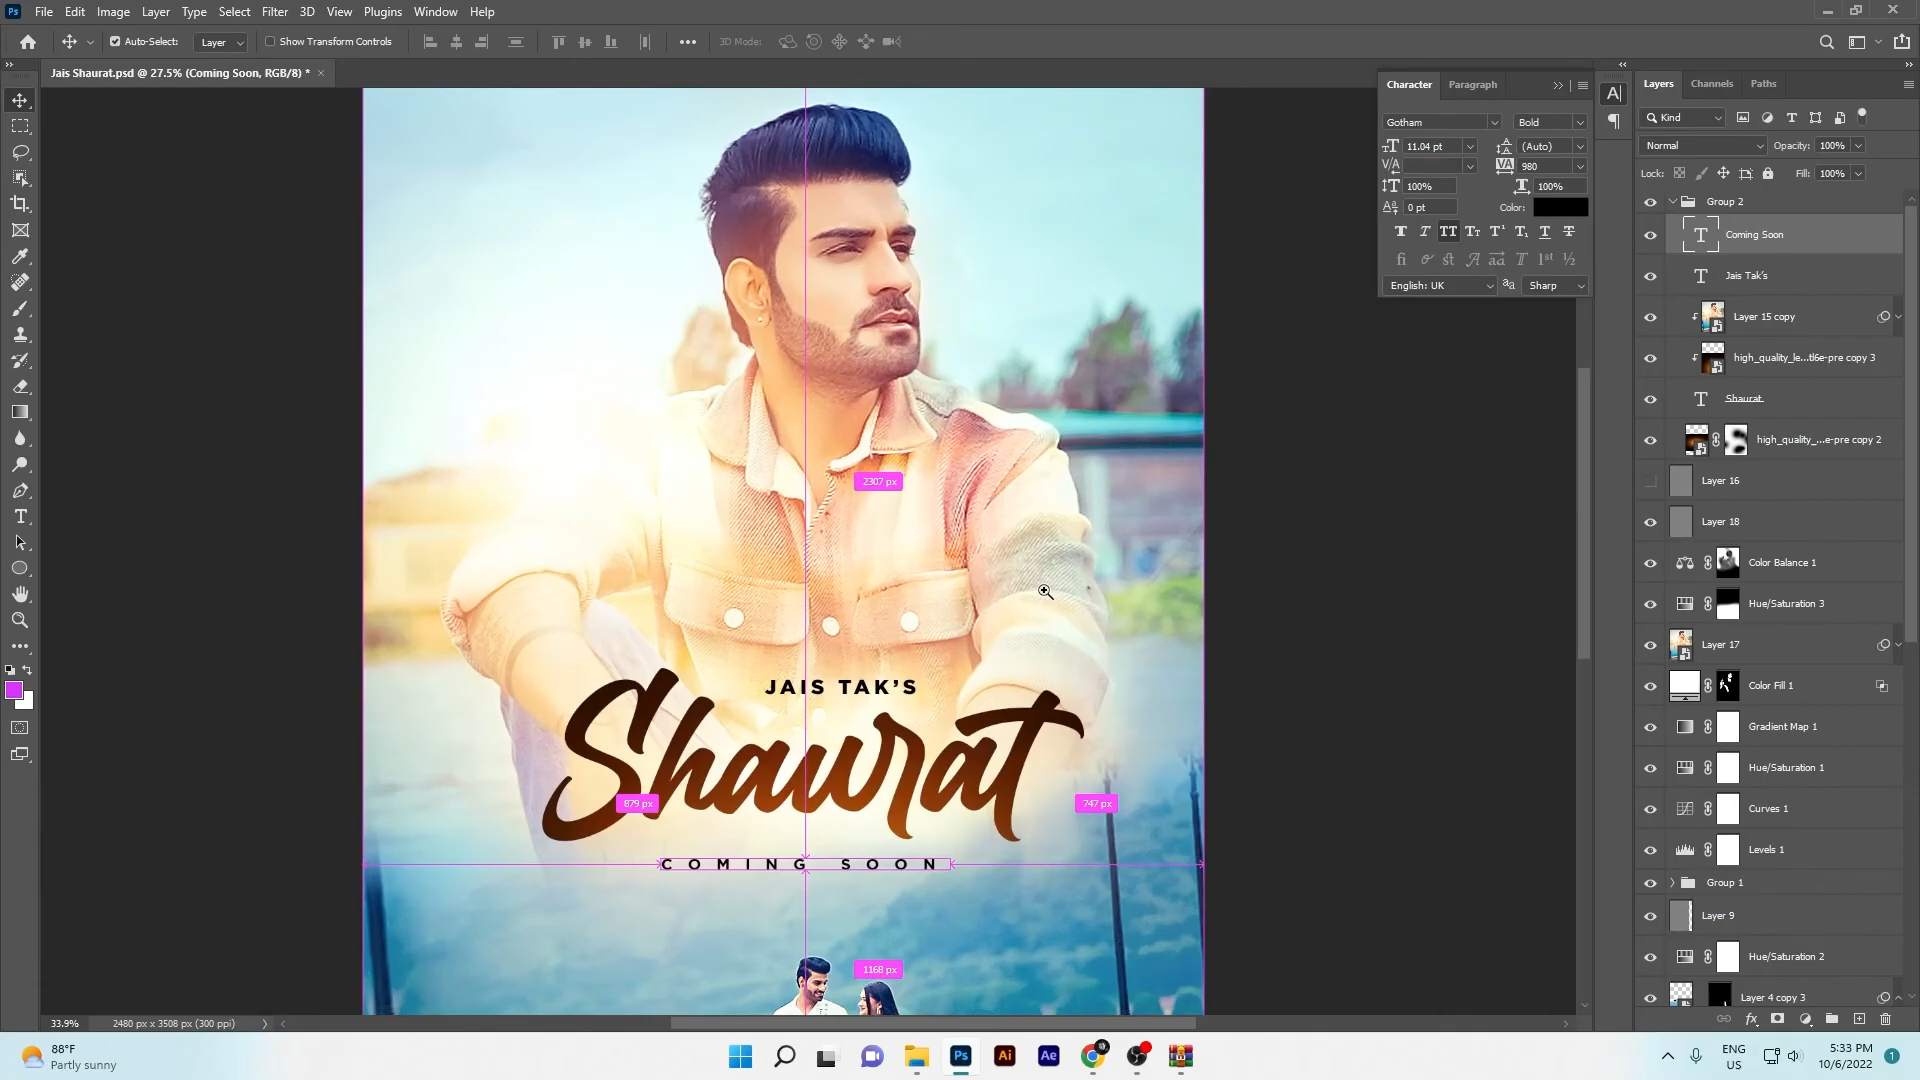 Ps File Edit Image Layer Type Select Filter 3D View Plugins Window Help
Auto-Select: Layer Show Transform Controls 3D Mode:
Jais Shaurat.psd @ 27.5% (Coming Soon, RGB/8) *
Character Paragraph
Gotham Bold
11.04 pt (Auto)
V/A VA 980
100% 100%
0 pt Color:
English: UK Sharp
Layers Channels Paths
Kind
Normal Opacity: 100%
Lock: Fill: 100%
Group 2
Coming Soon
Jais Tak's
Layer 15 copy
high_quality_le...tl6e-pre copy 3
Shaurat
high_quality_...e-pre copy 2
Layer 16
Layer 18
Color Balance 1
Hue/Saturation 3
Layer 17
Color Fill 1
Gradient Map 1
Hue/Saturation 1
Curves 1
Levels 1
Group 1
Layer 9
Hue/Saturation 2
Layer 4 copy 3
2307 px
JAIS TAK'S
Shaurat
879 px
747 px
COMING SOON
1168 px
33.9% 2480 px x 3508 px (300 ppi)
88°F
Partly sunny
Ps Ai Ae
ENG
US
5:33 PM
10/6/2022
1